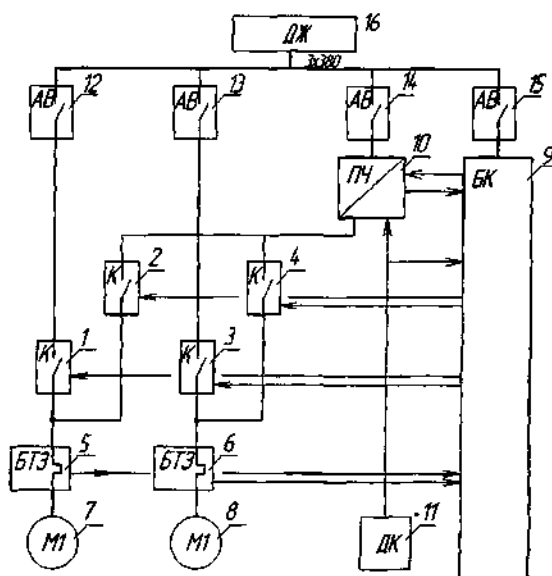 ДЖ 16
3x380
АВ 12
АВ 13
АВ 14
АВ 15
ПЧ 10
БК 9
К 2
К 4
К 1
К 3
БТЗ 5
БТЗ 6
М1 7
М1 8
ДК 11